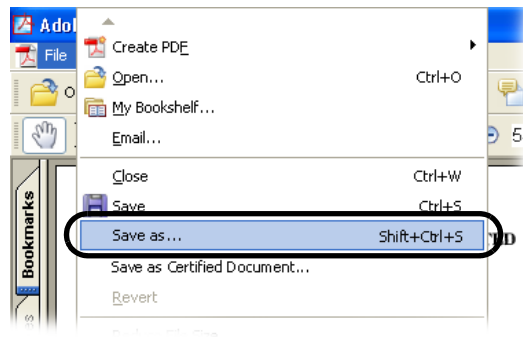 Adol
File
Create PDF
Open... Ctrl+O
My Bookshelf...
Email...
Close Ctrl+W
Save Ctrl+S
Save as... Shift+Ctrl+S
Save as Certified Document...
Revert
Bookmarks
O
5